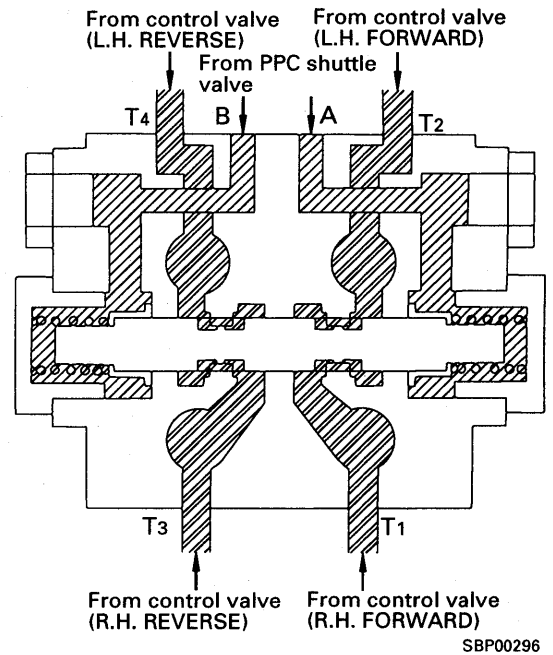 From control valve
(L.H. REVERSE)
From control valve
(L.H. FORWARD)
From PPC shuttle
valve
T4
B
A
T2
T3
T1
From control valve
(R.H. REVERSE)
From control valve
(R.H. FORWARD)
SBP00296